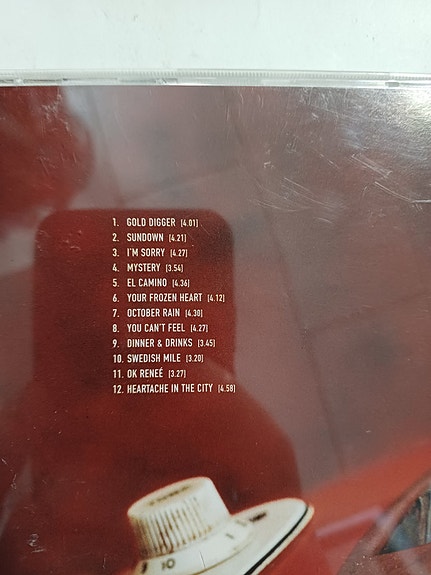 1. GOLD DIGGER [4.01]
2. SUNDOWN [4.21]
3. I'M SORRY [4.27]
4. MYSTERY [3.54]
5. EL CAMINO [4.36]
6. YOUR FROZEN HEART [4.12]
7. OCTOBER RAIN [4.30]
8. YOU CAN'T FEEL [4.27]
9. DINNER & DRINKS [3.45]
10. SWEDISH MILE [3.20]
11. OK RENEÉ [3.27]
12. HEARTACHE IN THE CITY [4.59]
10